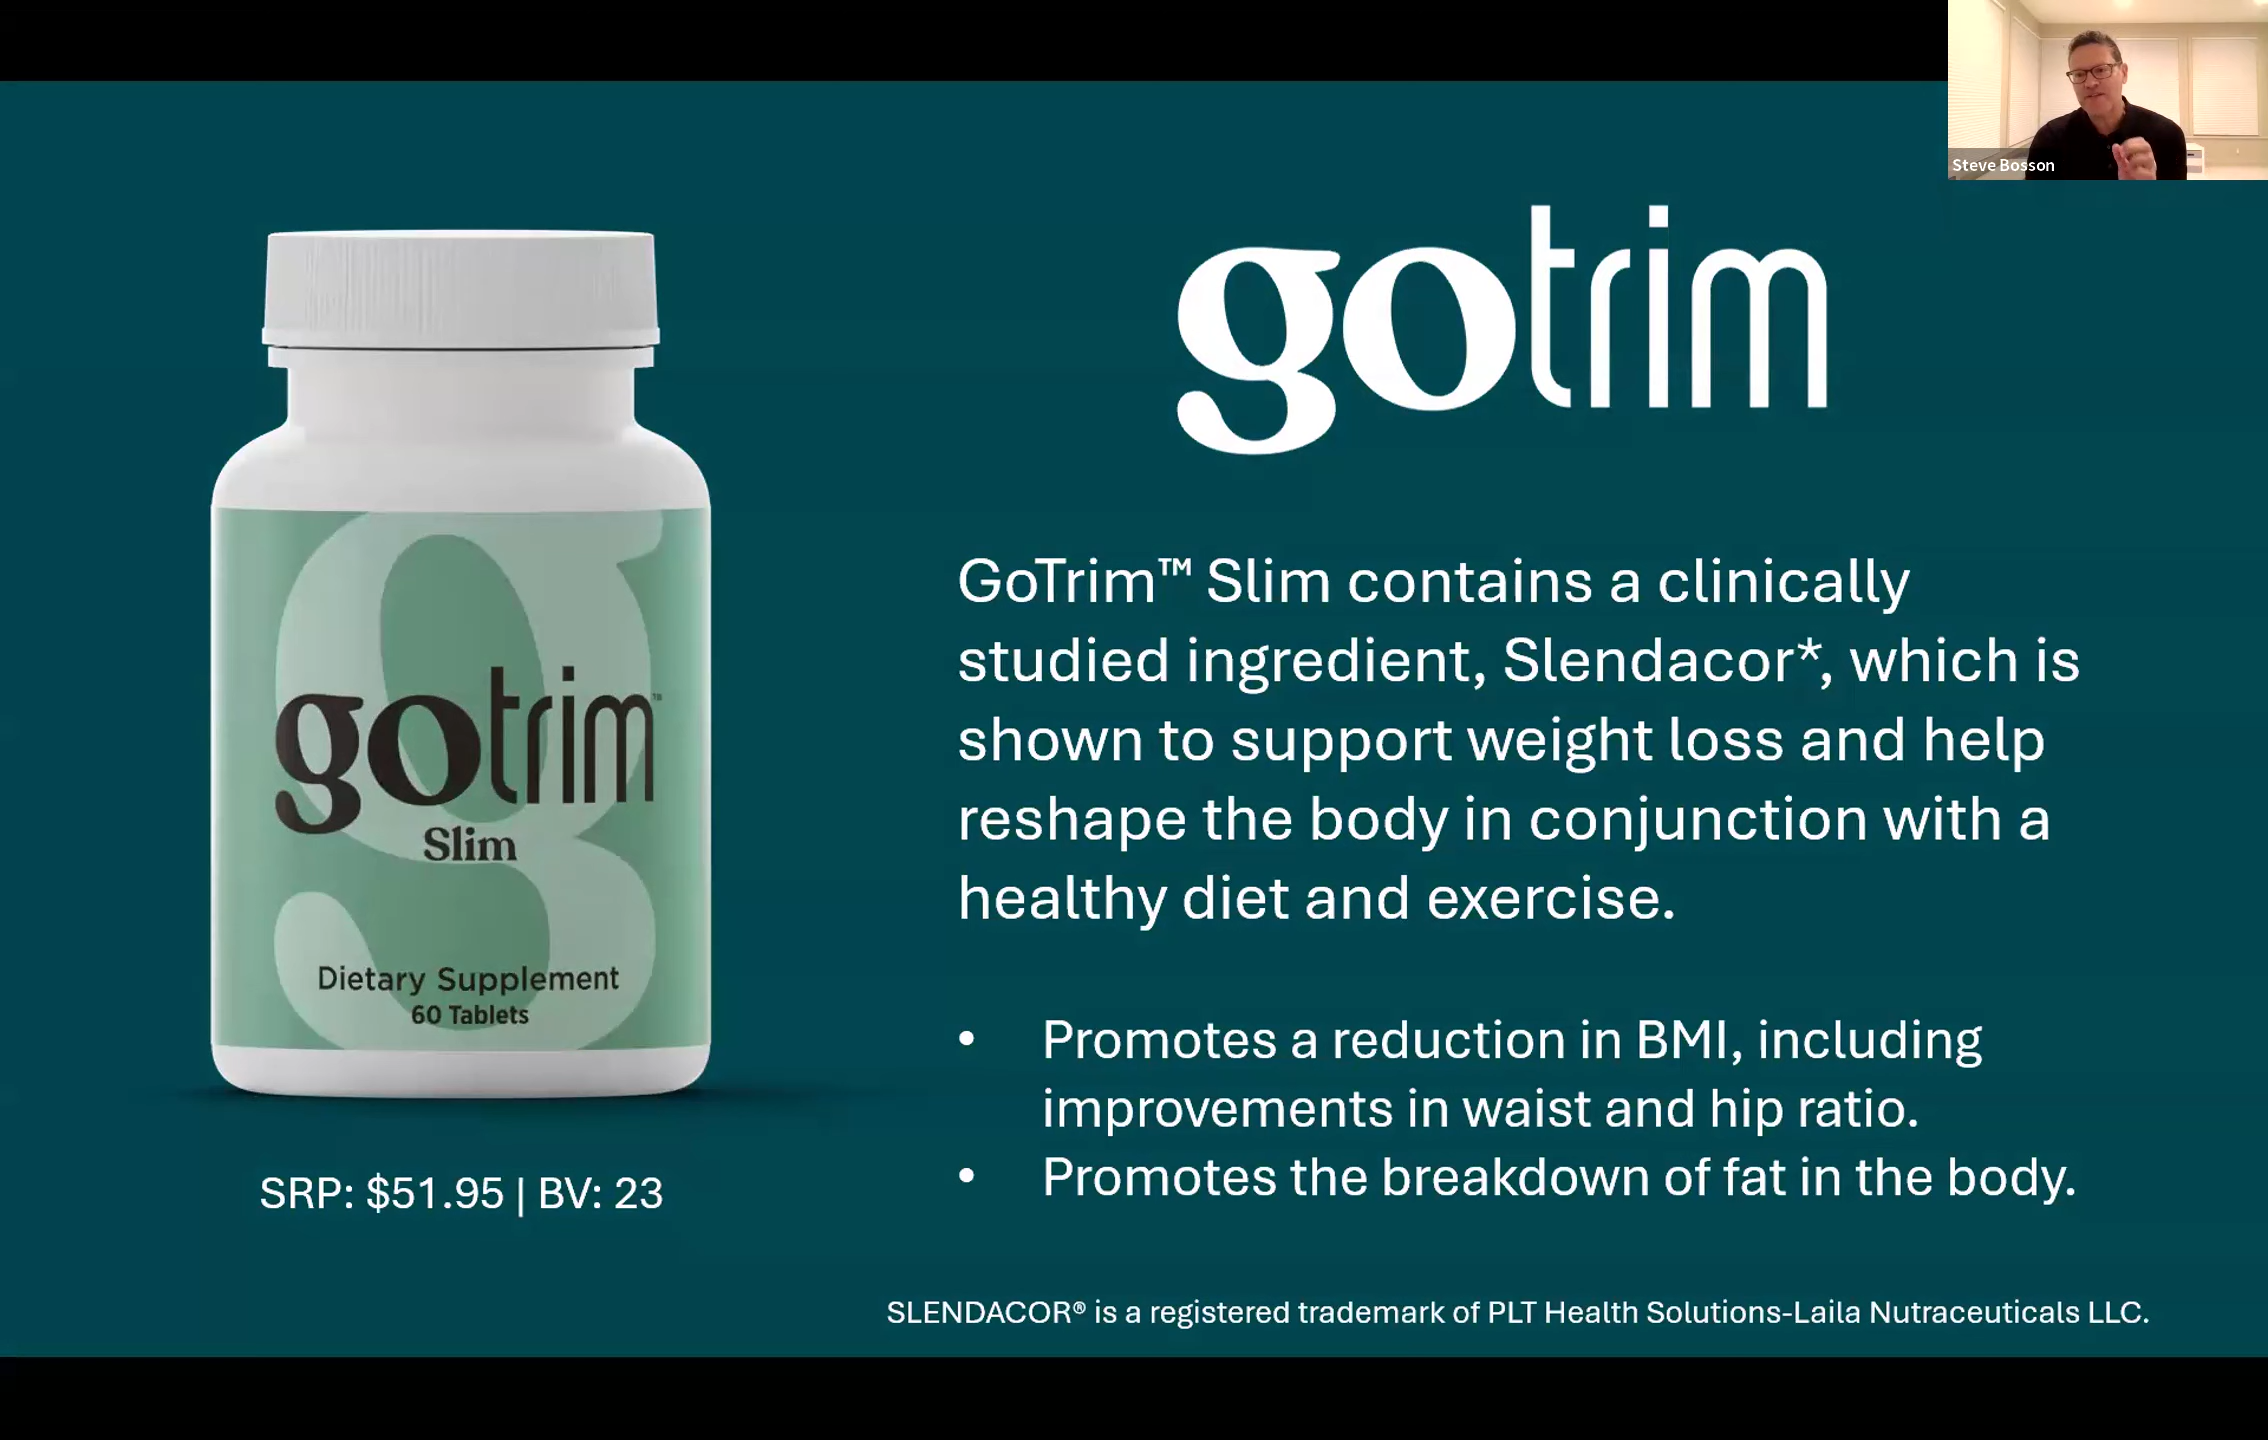 Steve Bosson
gotrim
gotrim™
Slim
Dietary Supplement
60 Tablets
SRP: $51.95 | BV: 23
GoTrim™ Slim contains a clinically
studied ingredient, Slendacor*, which is
shown to support weight loss and help
reshape the body in conjunction with a
healthy diet and exercise.
• Promotes a reduction in BMI, including
improvements in waist and hip ratio.
• Promotes the breakdown of fat in the body.
SLENDACOR® is a registered trademark of PLT Health Solutions-Laila Nutraceuticals LLC.